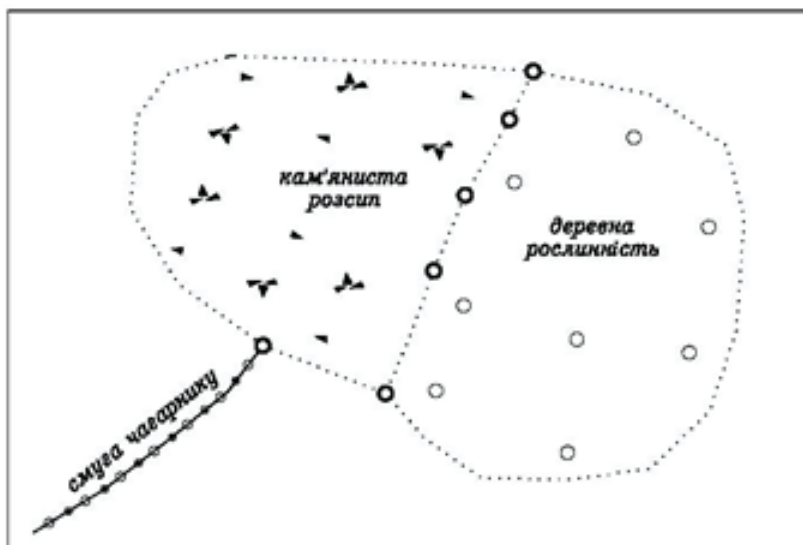 кам'яниста
розсип
деревна
рослинність
смуга чагарнику